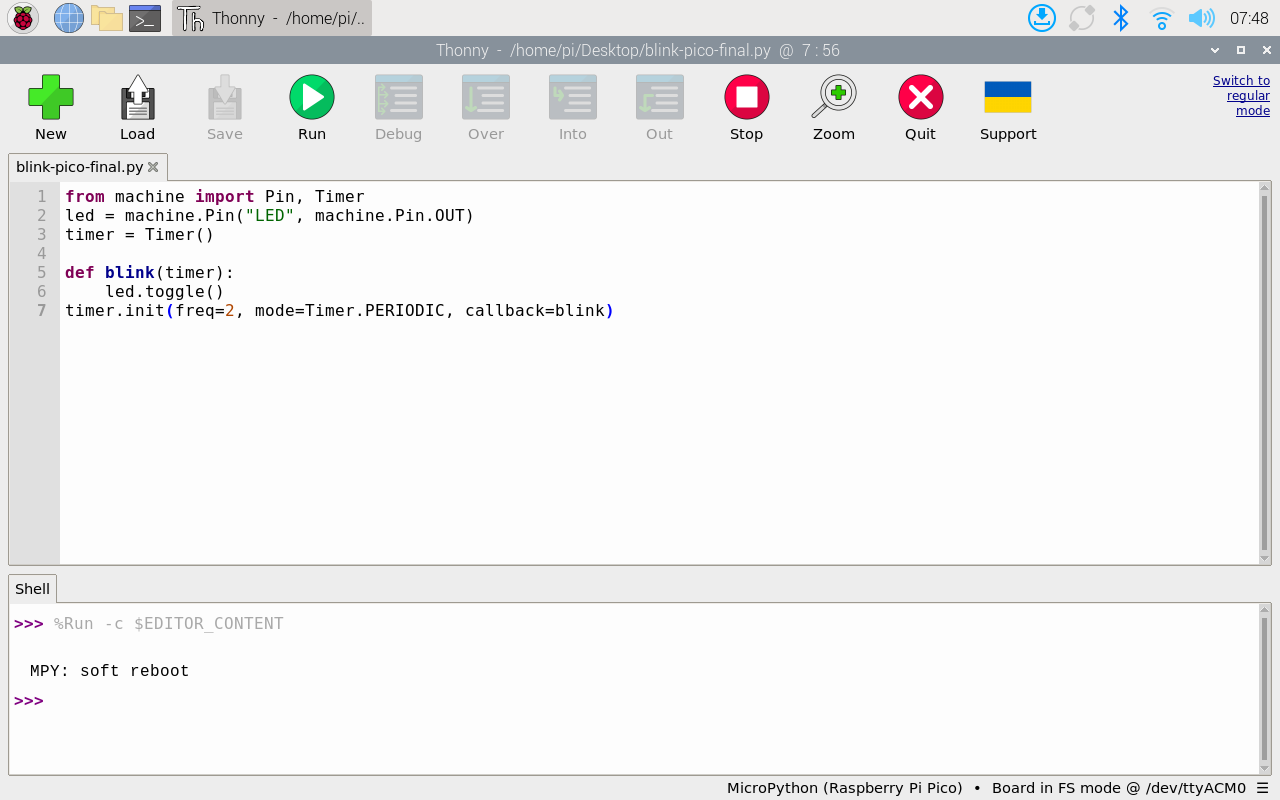 Thonny - /home/pi/..
07:48
Thonny - /home/pi/Desktop/blink-pico-final.py @ 7 : 56
New
Load
Save
Run
Debug
Over
Into
Out
Stop
Zoom
Quit
Support
Switch to
regular
mode
blink-pico-final.py
1 from machine import Pin, Timer
2 led = machine.Pin("LED", machine.Pin.OUT)
3 timer = Timer()
4
5 def blink(timer):
6     led.toggle()
7 timer.init(freq=2, mode=Timer.PERIODIC, callback=blink)
Shell
>>> %Run -c $EDITOR_CONTENT
MPY: soft reboot
>>>
MicroPython (Raspberry Pi Pico) • Board in FS mode @ /dev/ttyACM0 ☰